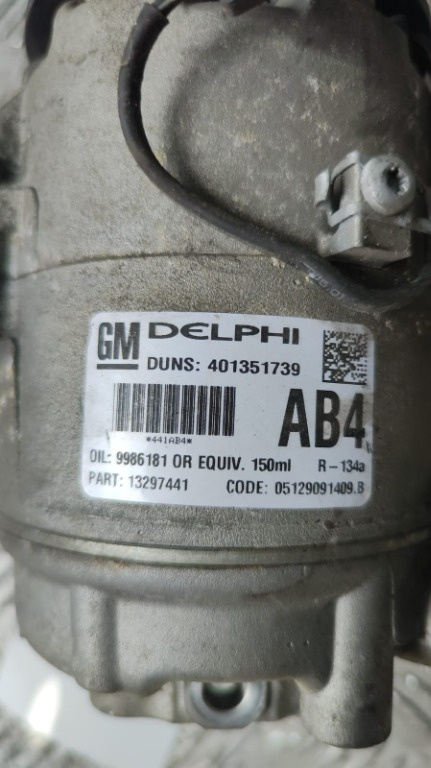 GM DELPHI
DUNS: 401351739
*441AB4*
AB4
OIL: 9986181 OR EQUIV. 150ml R-134a
PART: 13297441 CODE: 05129091409.B